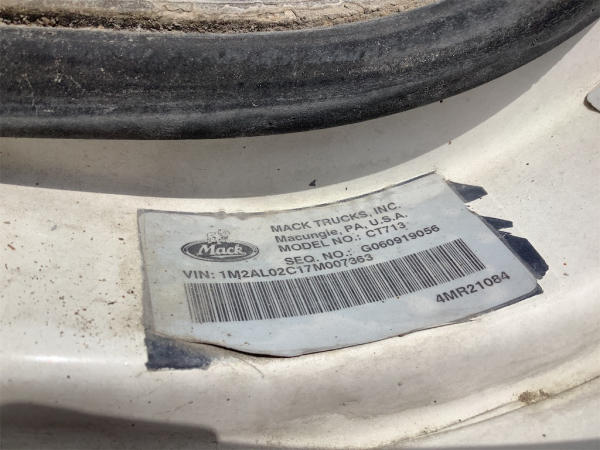 Mack
MACK TRUCKS, INC.
Macungie, PA, U.S.A.
MODEL NO.: CT713
SEQ. NO.: G060919056
VIN: 1M2AL02C17M007363
4MR21084